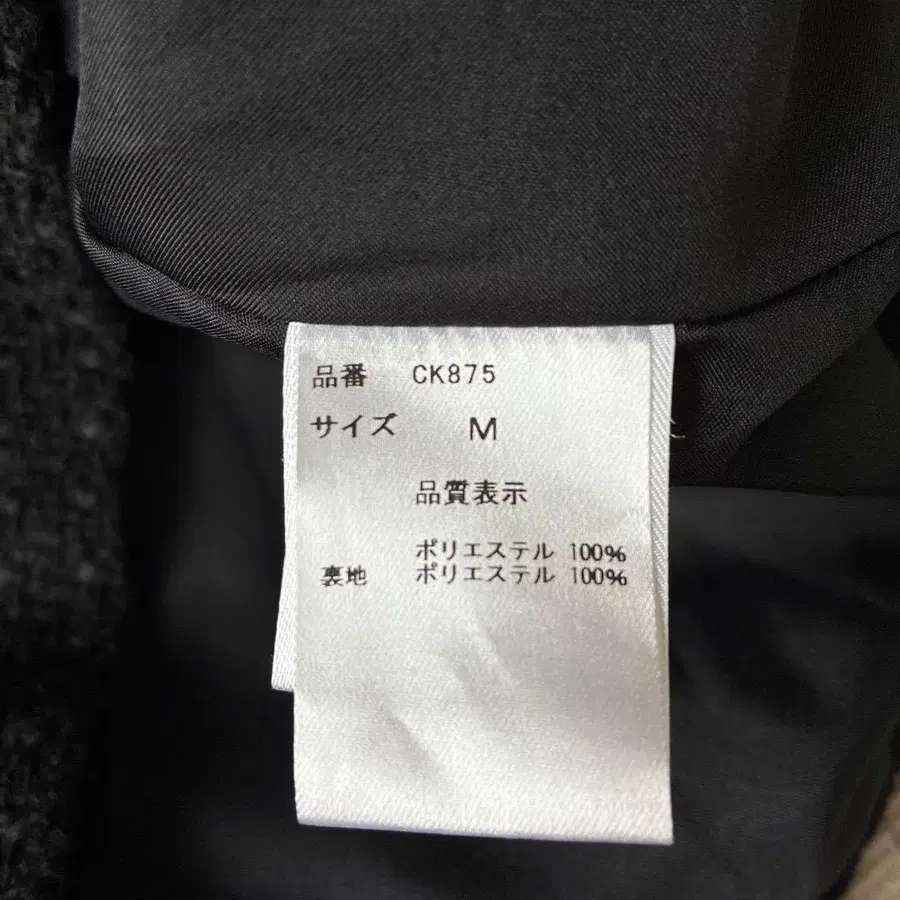 品番 CK875
サイズ M
品質表示
ポリエステル 100%
裏地 ポリエステル 100%